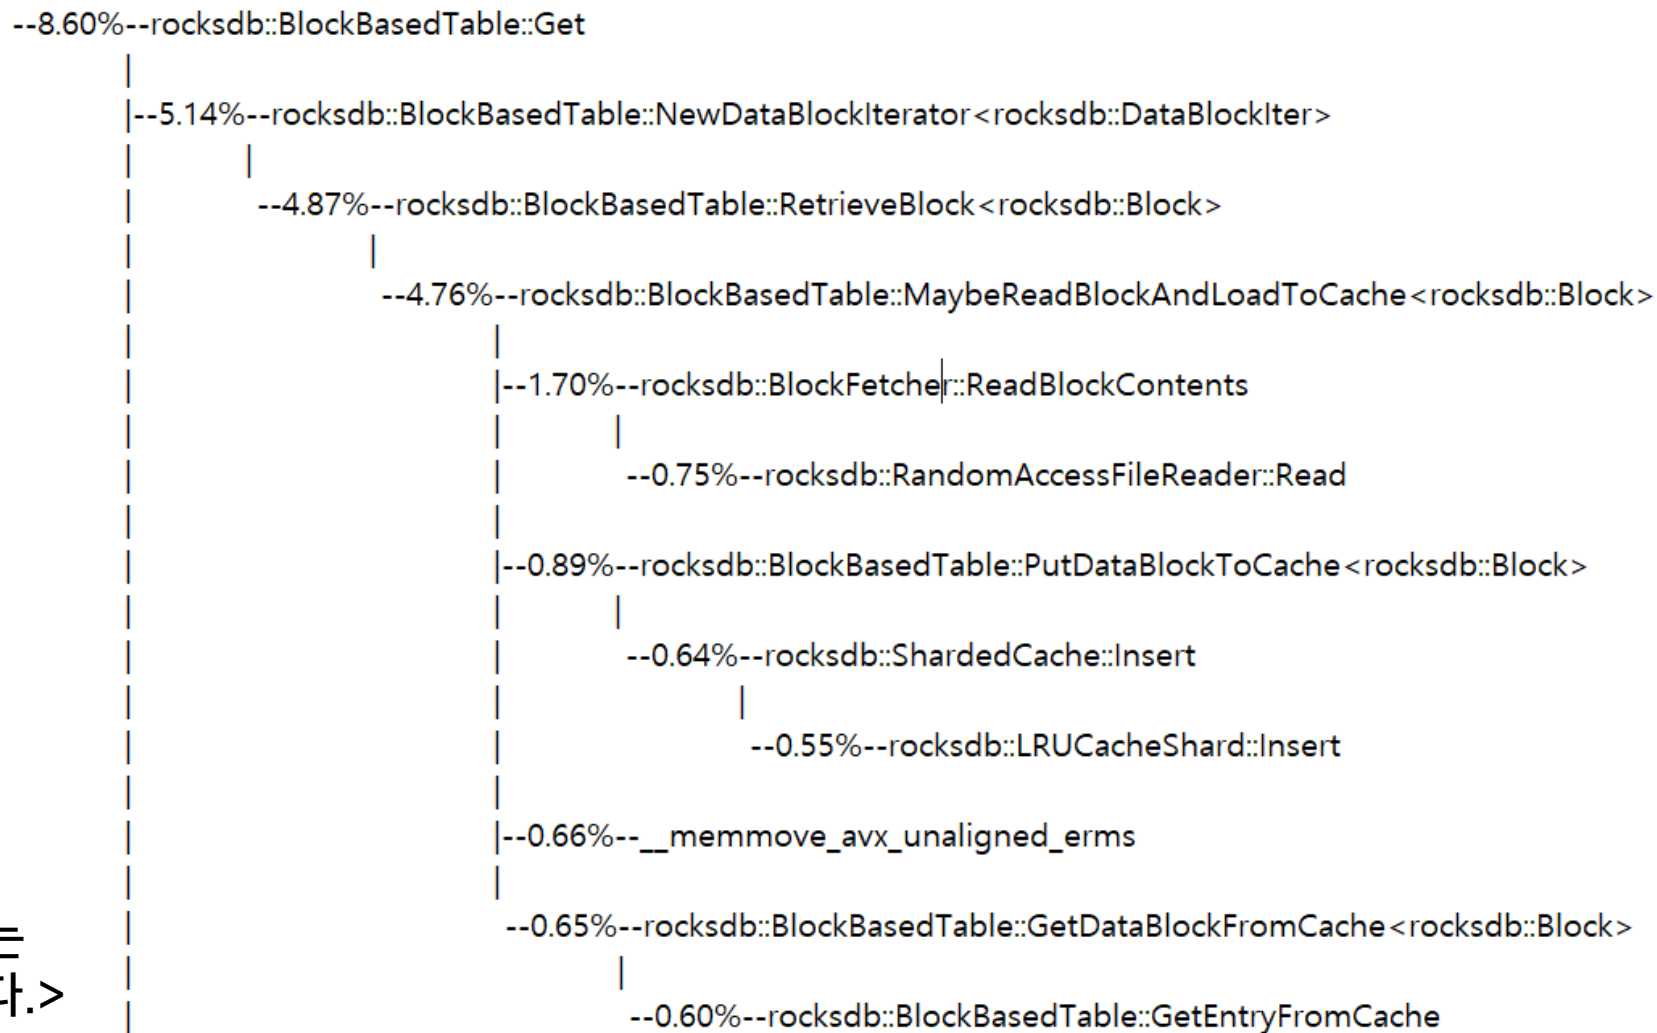 --8.60%--rocksdb::BlockBasedTable::Get
|
|--5.14%--rocksdb::BlockBasedTable::NewDataBlockIterator<rocksdb::DataBlockIter>
| |
| --4.87%--rocksdb::BlockBasedTable::RetrieveBlock<rocksdb::Block>
| |
| --4.76%--rocksdb::BlockBasedTable::MaybeReadBlockAndLoadToCache<rocksdb::Block>
| |
| |--1.70%--rocksdb::BlockFetcher::ReadBlockContents
| | |
| | --0.75%--rocksdb::RandomAccessFileReader::Read
| |
| |--0.89%--rocksdb::BlockBasedTable::PutDataBlockToCache<rocksdb::Block>
| | |
| | --0.64%--rocksdb::ShardedCache::Insert
| | |
| | --0.55%--rocksdb::LRUCacheShard::Insert
| |
| |--0.66%--__memmove_avx_unaligned_erms
| |
| --0.65%--rocksdb::BlockBasedTable::GetDataBlockFromCache<rocksdb::Block>
| |
| --0.60%--rocksdb::BlockBasedTable::GetEntryFromCache